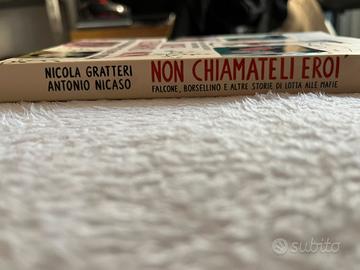 NICOLA GRATTERI
ANTONIO NICASO
NON CHIAMATELI EROI
FALCONE, BORSELLINO E ALTRE STORIE DI LOTTA ALLE MAFIE
subito